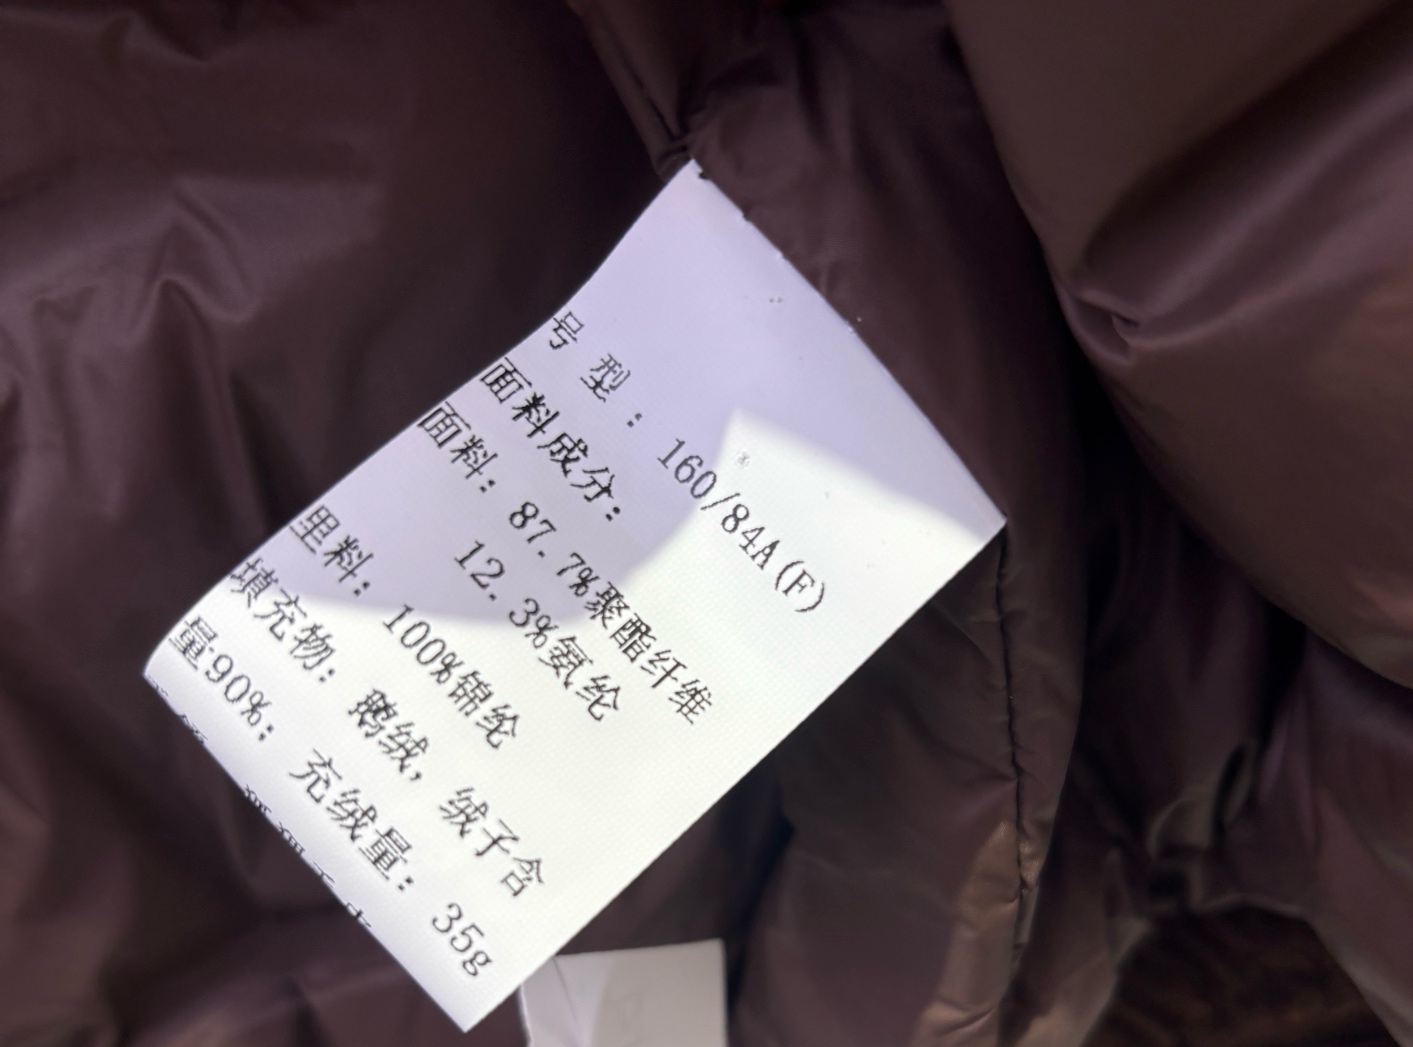 号 型：160/84A(F)
面料成分：
面料：87.7%聚酯纤维
12.3%氨纶
里料：100%锦纶
填充物：鹅绒，绒子含
量90%；充绒量：35g